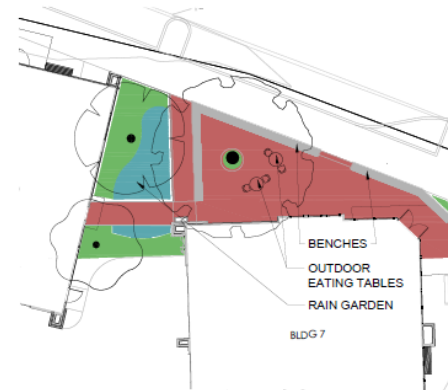 BENCHES
OUTDOOR
EATING TABLES
RAIN GARDEN
BLDG 7